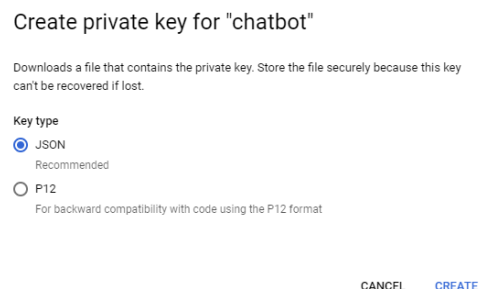 Create private key for "chatbot"
Downloads a file that contains the private key. Store the file securely because this key
can't be recovered if lost.
Key type
JSON
Recommended
P12
For backward compatibility with code using the P12 format
CANCEL CREATE